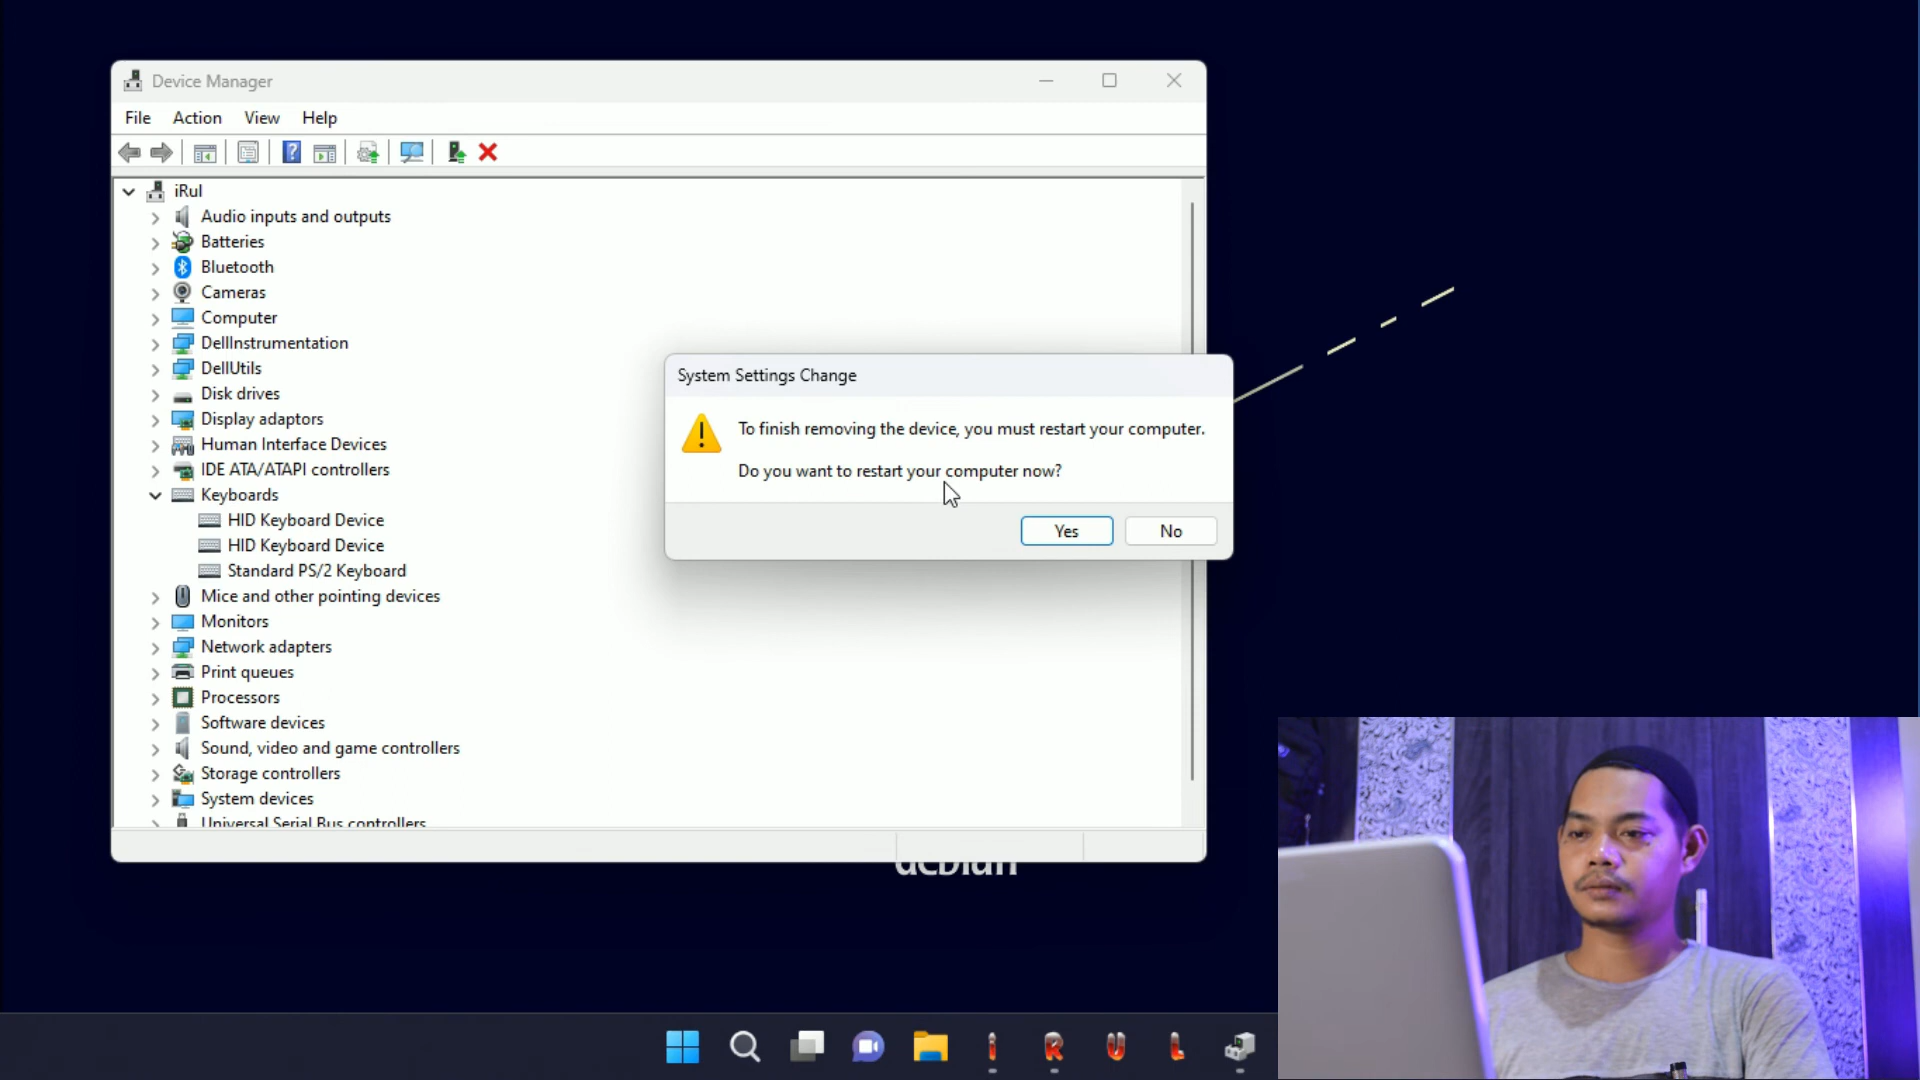 Device Manager
File Action View Help
iRul
Audio inputs and outputs
Batteries
Bluetooth
Cameras
Computer
DellInstrumentation
DellUtils
Disk drives
Display adaptors
Human Interface Devices
IDE ATA/ATAPI controllers
Keyboards
HID Keyboard Device
HID Keyboard Device
Standard PS/2 Keyboard
Mice and other pointing devices
Monitors
Network adapters
Print queues
Processors
Software devices
Sound, video and game controllers
Storage controllers
System devices
Universal Serial Bus controllers
System Settings Change
To finish removing the device, you must restart your computer.
Do you want to restart your computer now?
Yes No
debian
i R U L